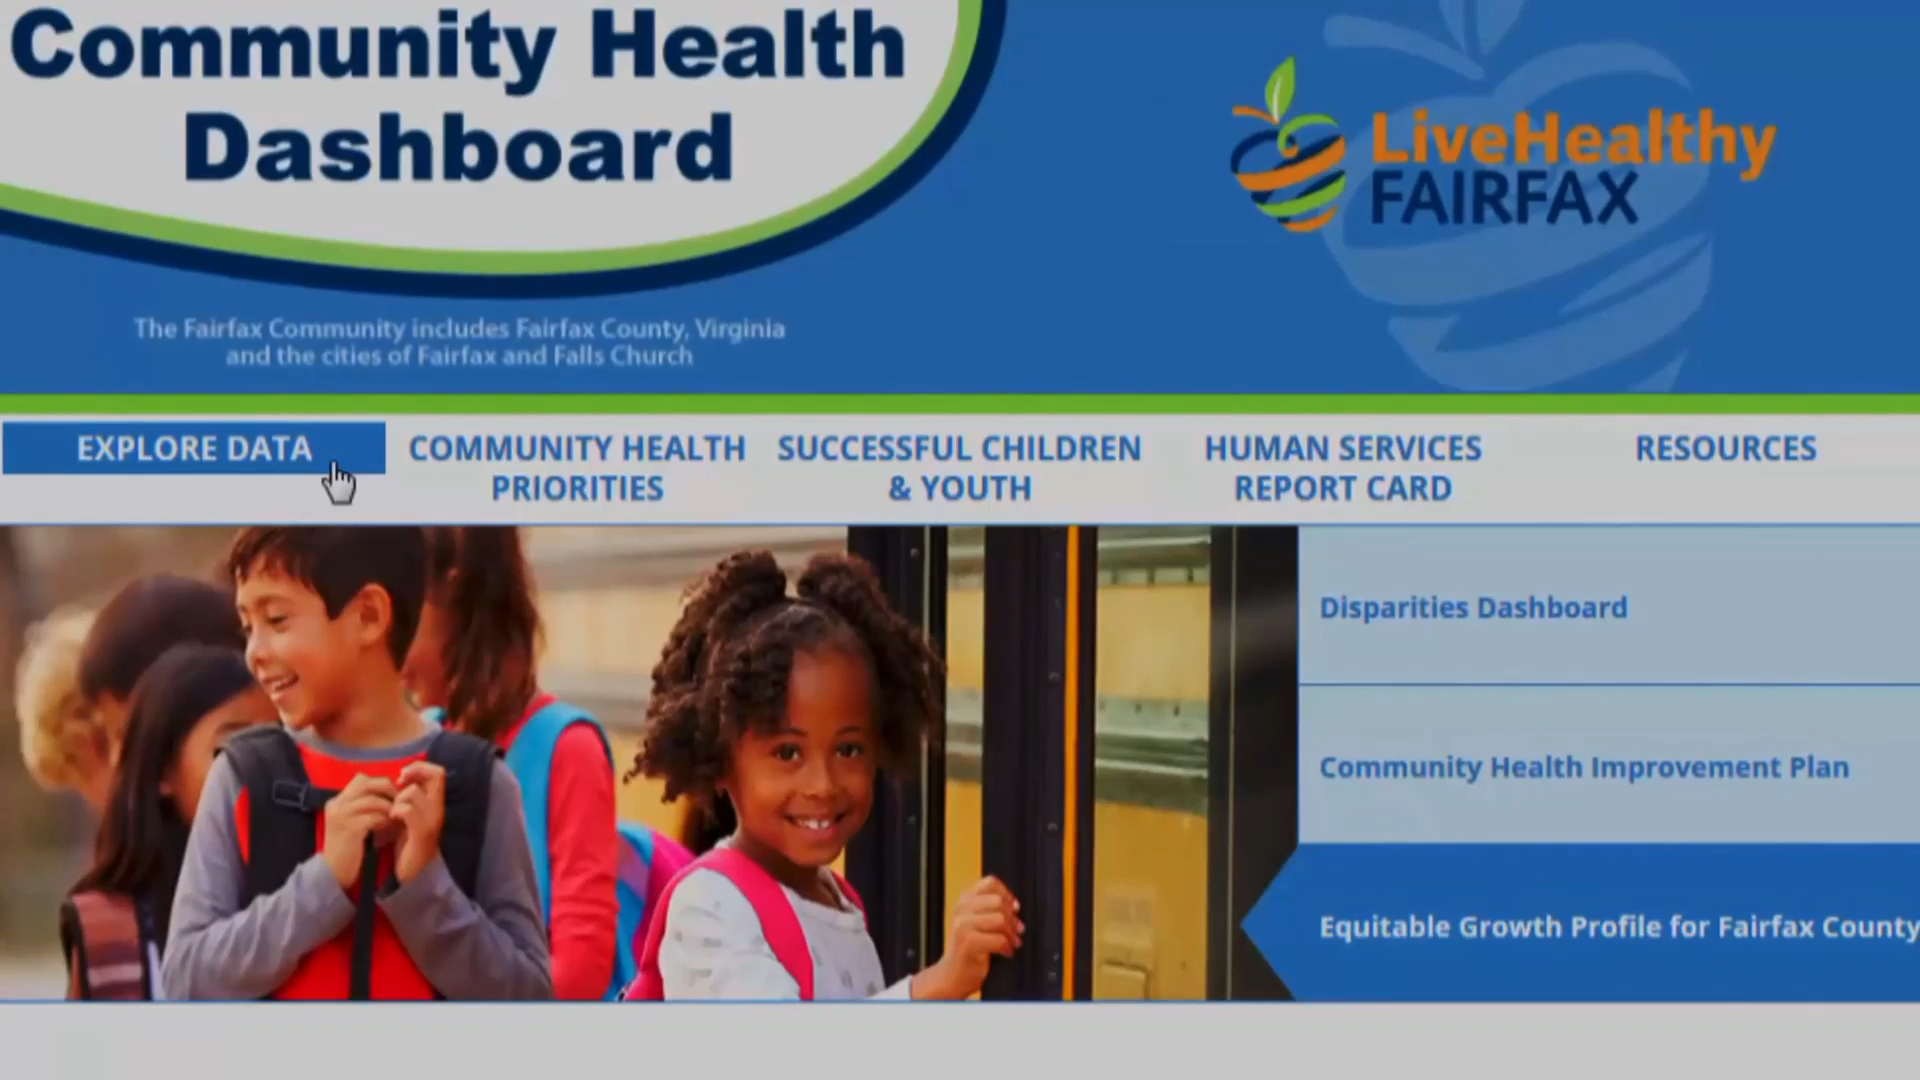 Community Health
Dashboard
LiveHealthy
FAIRFAX
The Fairfax Community includes Fairfax County, Virginia
and the cities of Fairfax and Falls Church
EXPLORE DATA
COMMUNITY HEALTH
PRIORITIES
SUCCESSFUL CHILDREN
& YOUTH
HUMAN SERVICES
REPORT CARD
RESOURCES
Disparities Dashboard
Community Health Improvement Plan
Equitable Growth Profile for Fairfax County